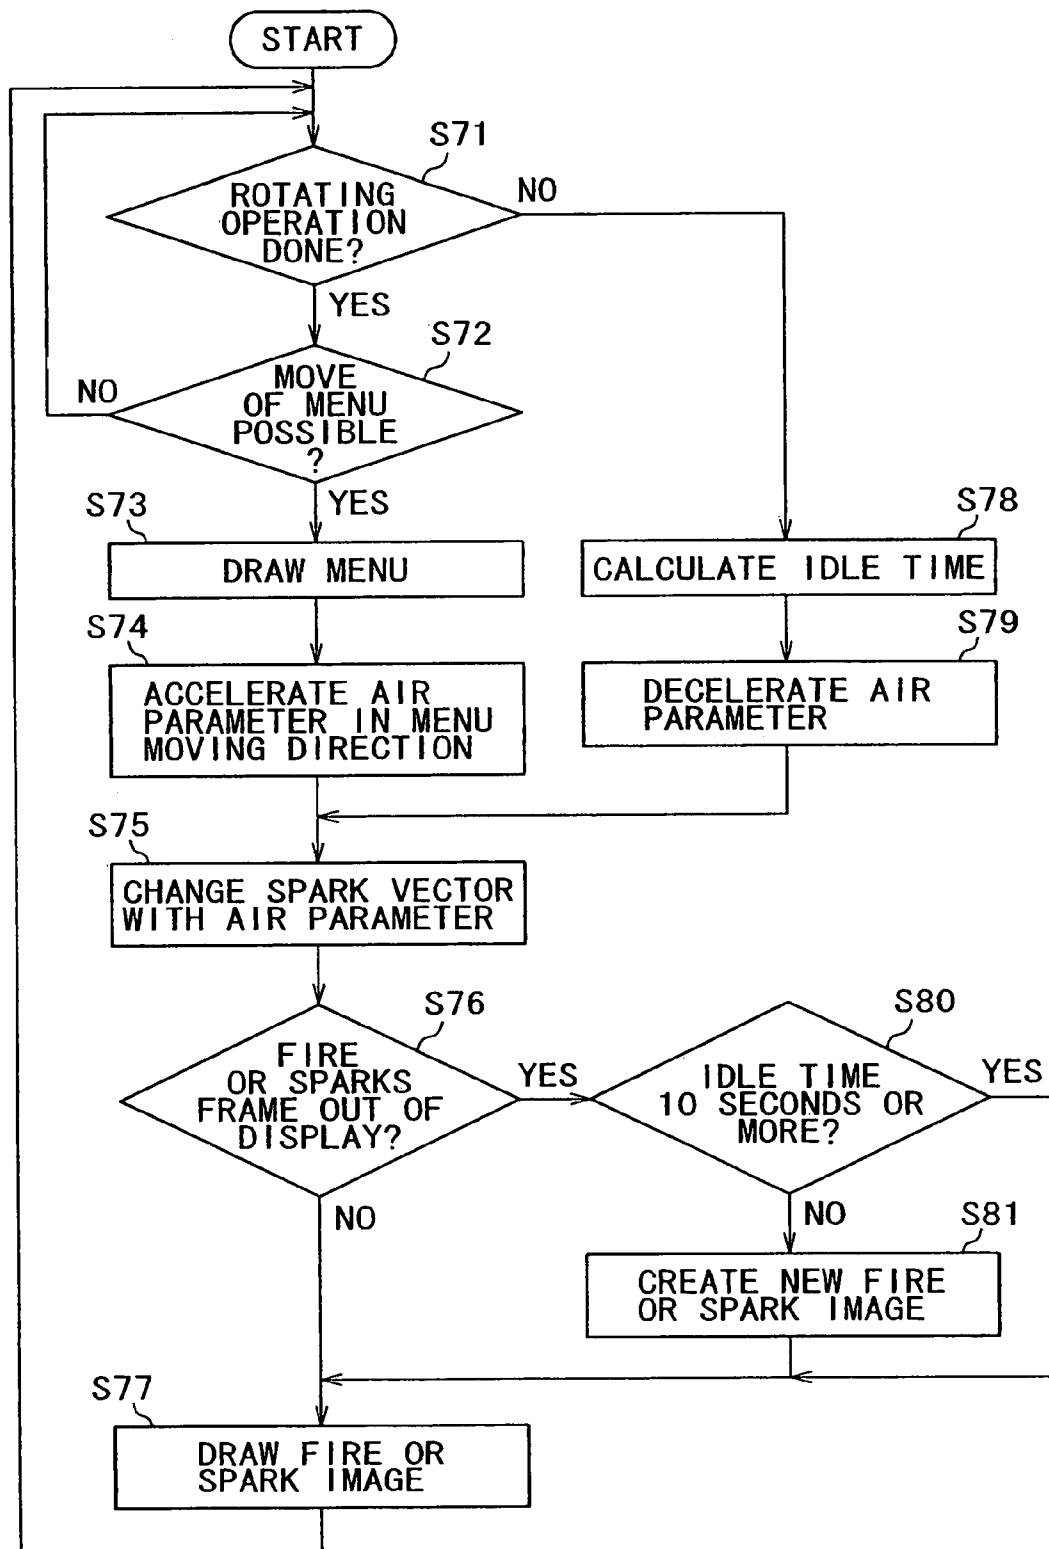 START
S71
ROTATING
OPERATION
DONE?
NO
YES
S72
MOVE
OF MENU
POSSIBLE
?
NO
YES
S73
DRAW MENU
S78
CALCULATE IDLE TIME
S74
ACCELERATE AIR
PARAMETER IN MENU
MOVING DIRECTION
S79
DECELERATE AIR
PARAMETER
S75
CHANGE SPARK VECTOR
WITH AIR PARAMETER
S76
FIRE
OR SPARKS
FRAME OUT OF
DISPLAY?
YES
NO
S80
IDLE TIME
10 SECONDS OR
MORE?
YES
NO
S81
CREATE NEW FIRE
OR SPARK IMAGE
S77
DRAW FIRE OR
SPARK IMAGE